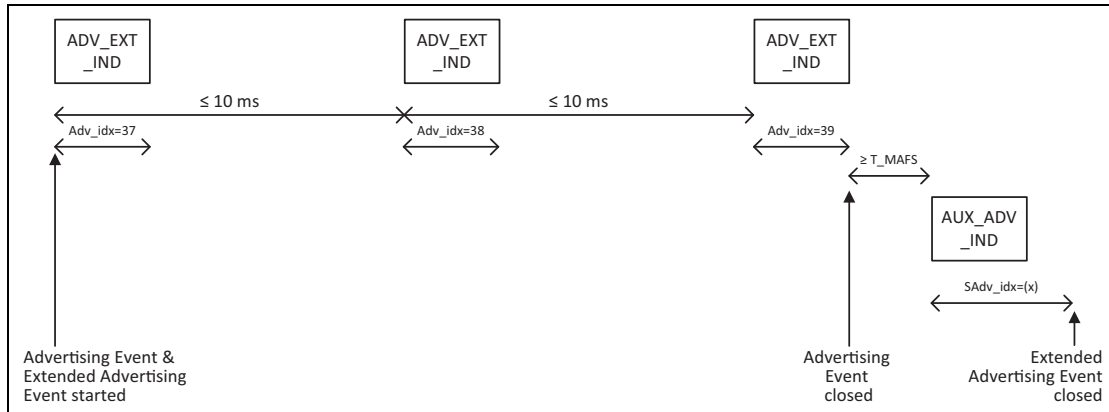 ADV_EXT
_IND
ADV_EXT
_IND
ADV_EXT
_IND
≤ 10 ms
≤ 10 ms
Adv_idx=37
Adv_idx=38
Adv_idx=39
≥ T_MAFS
AUX_ADV
_IND
SAdv_idx=(x)
Advertising Event &
Extended Advertising
Event started
Advertising
Event
closed
Extended
Advertising Event
closed